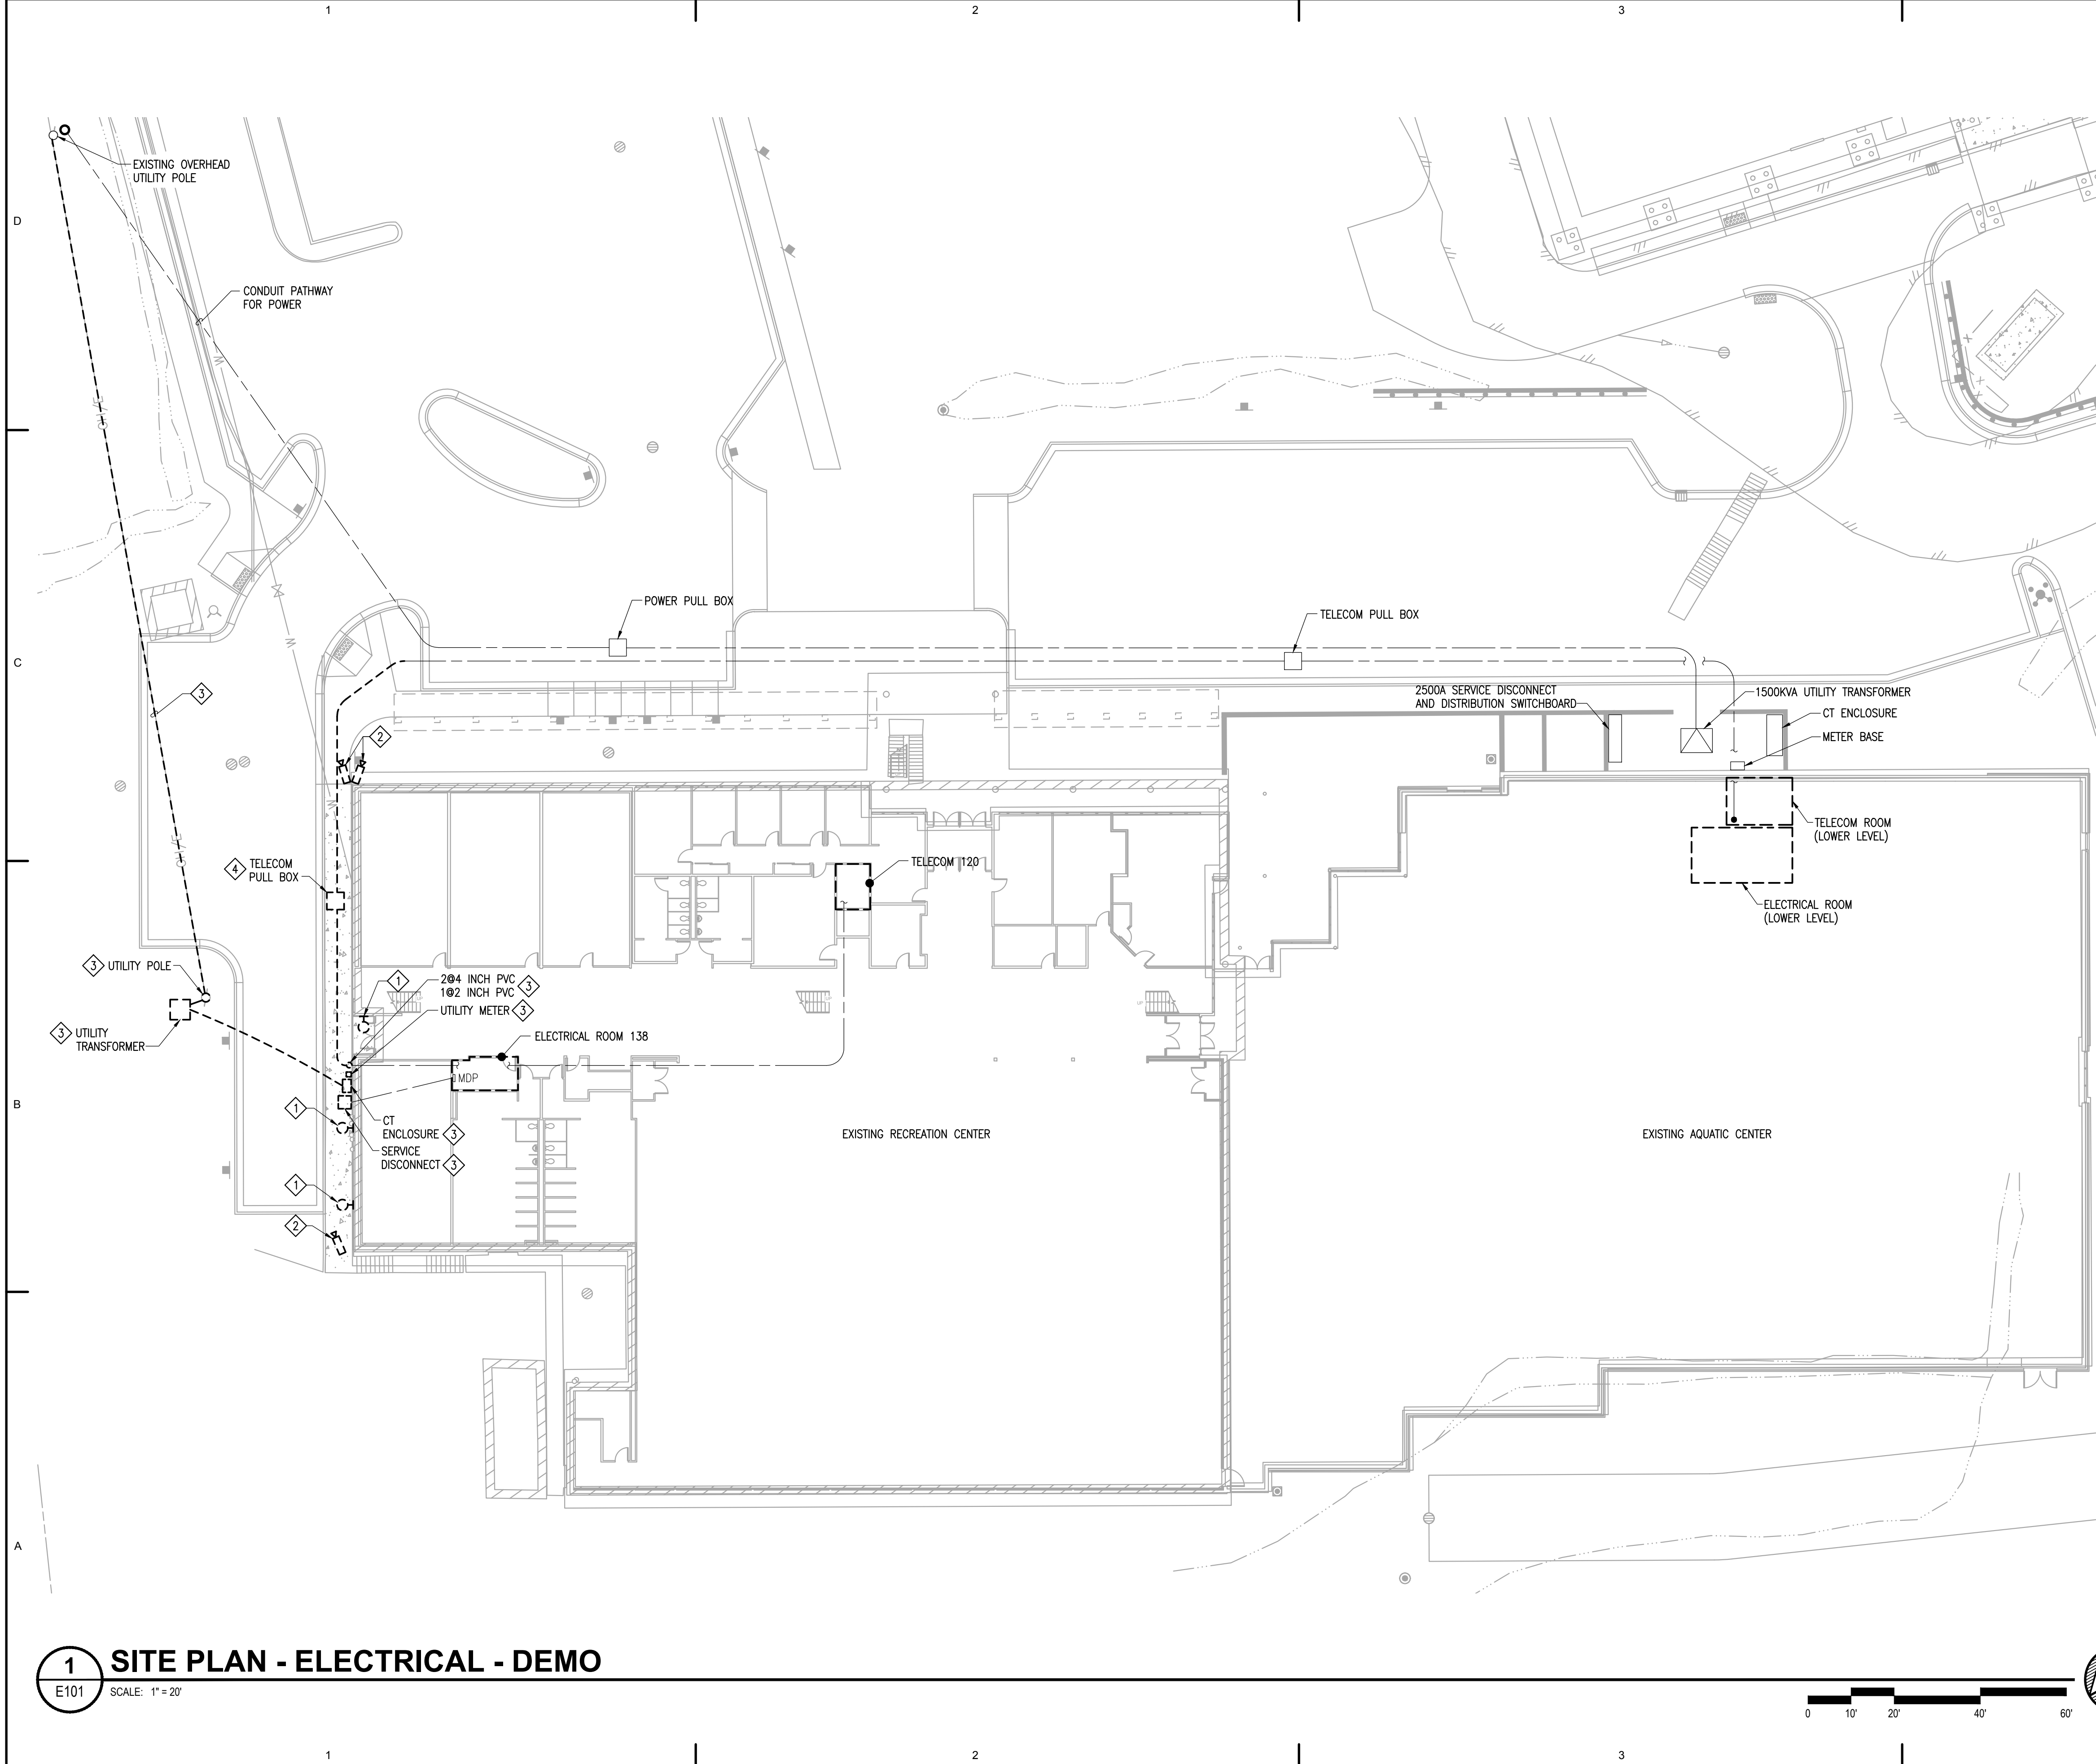 1 2 3
EXISTING OVERHEAD
UTILITY POLE
D
CONDUIT PATHWAY
FOR POWER
OH/E
M
POWER PULL BOX
TELECOM PULL BOX
M
C
3
2500A SERVICE DISCONNECT
AND DISTRIBUTION SWITCHBOARD
1500KVA UTILITY TRANSFORMER
CT ENCLOSURE
METER BASE
2
M
TELECOM ROOM
(LOWER LEVEL)
4 TELECOM
PULL BOX
TELECOM 120
ELECTRICAL ROOM
(LOWER LEVEL)
3 UTILITY POLE
1
2@4 INCH PVC
1@2 INCH PVC 3
UTILITY METER 3
3 UTILITY
TRANSFORMER
ELECTRICAL ROOM 138
MDP
B
1
CT
ENCLOSURE 3
SERVICE
DISCONNECT 3
EXISTING RECREATION CENTER
EXISTING AQUATIC CENTER
1
2
A
1
E101
SITE PLAN - ELECTRICAL - DEMO
SCALE: 1" = 20'
0 10' 20' 40' 60'
1 2 3